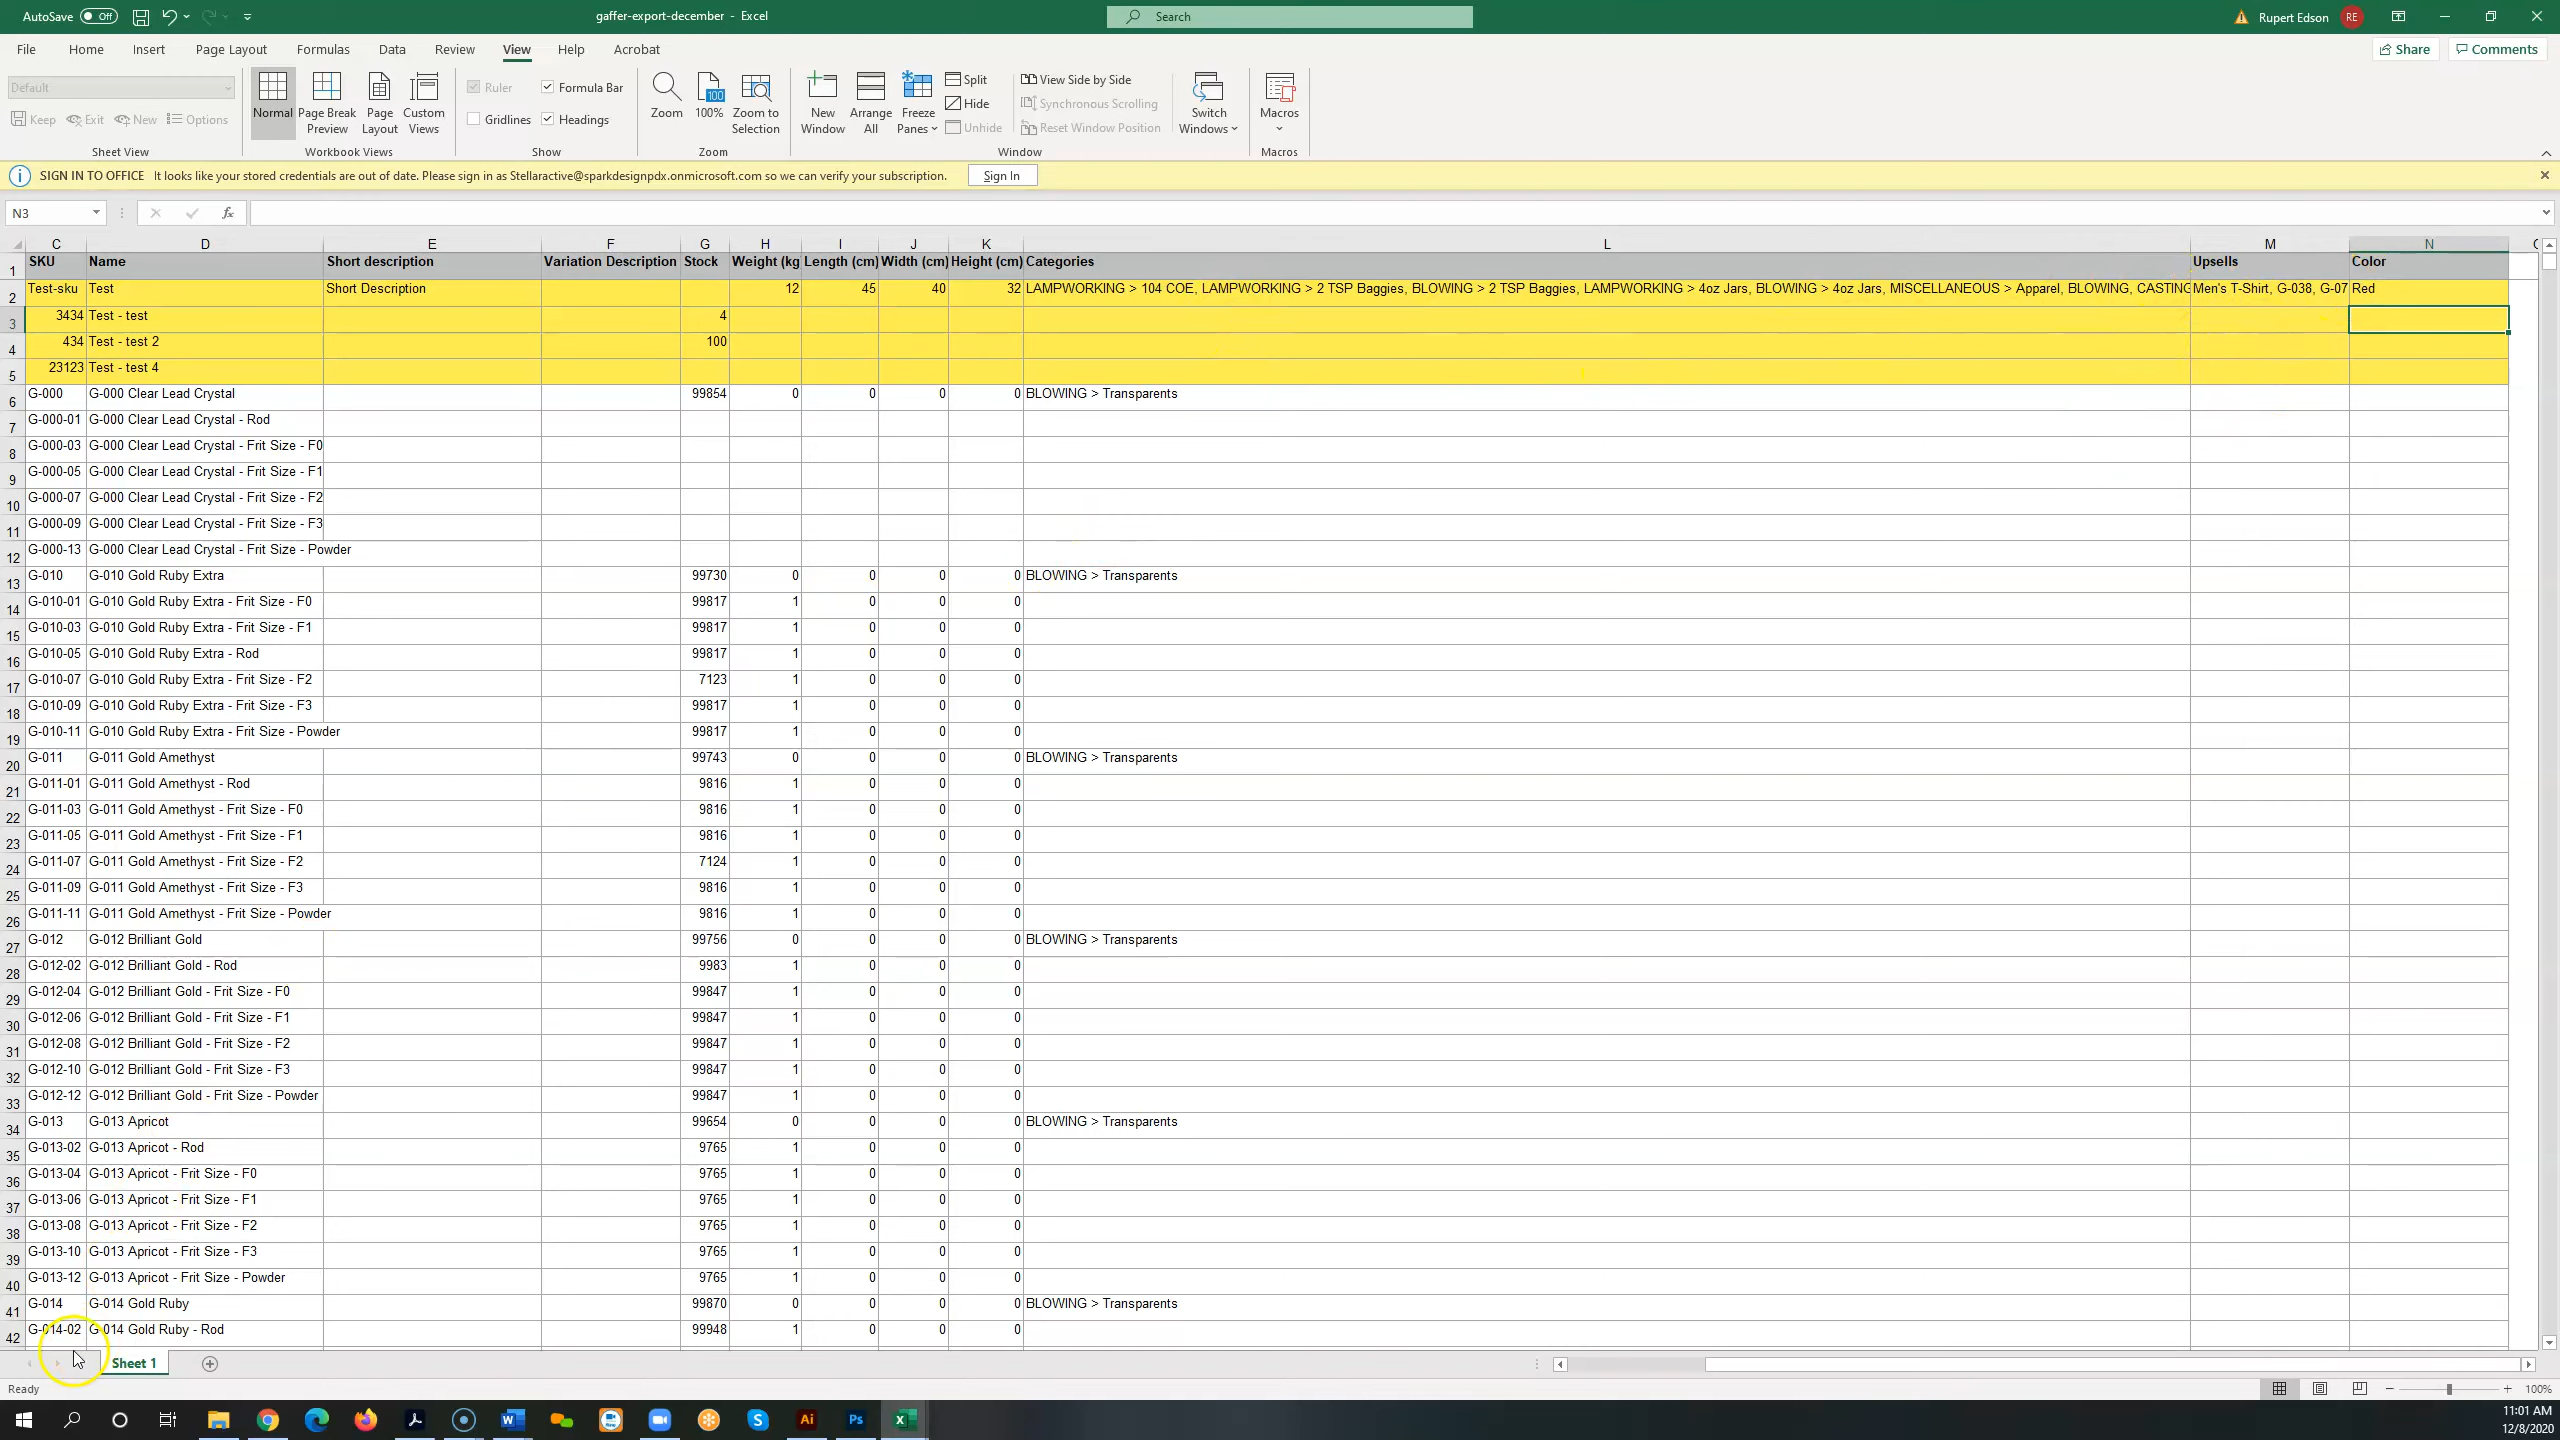 AutoSave Off gaffer-export-december - Excel Search Rupert Edson RE
File Home Insert Page Layout Formulas Data Review View Help Acrobat Share Comments
Default
Keep Exit New Options
Sheet View
Normal Page Break Preview Page Layout Custom Views
Workbook Views
Ruler Formula Bar
Gridlines Headings
Show
Zoom 100 100% Zoom to Selection
Zoom
New Window Arrange All Freeze Panes
Split
Hide
Unhide
View Side by Side
Synchronous Scrolling
Reset Window Position
Switch Windows
Window
Macros
Macros
SIGN IN TO OFFICE It looks like your stored credentials are out of date. Please sign in as Stellaractive@sparkdesignpdx.onmicrosoft.com so we can verify your subscription. Sign In
N3 fx
C D E F G H I J K L M N
1 SKU Name Short description Variation Description Stock Weight (kg Length (cm) Width (cm) Height (cm) Categories Upsells Color
2 Test-sku Test Short Description 12 45 40 32 LAMPWORKING > 104 COE, LAMPWORKING > 2 TSP Baggies, BLOWING > 2 TSP Baggies, LAMPWORKING > 4oz Jars, BLOWING > 4oz Jars, MISCELLANEOUS > Apparel, BLOWING, CASTING Men's T-Shirt, G-038, G-07 Red
3 3434 Test - test 4
4 434 Test - test 2 100
5 23123 Test - test 4
6 G-000 G-000 Clear Lead Crystal 99854 0 0 0 0 BLOWING > Transparents
7 G-000-01 G-000 Clear Lead Crystal - Rod
8 G-000-03 G-000 Clear Lead Crystal - Frit Size - F0
9 G-000-05 G-000 Clear Lead Crystal - Frit Size - F1
10 G-000-07 G-000 Clear Lead Crystal - Frit Size - F2
11 G-000-09 G-000 Clear Lead Crystal - Frit Size - F3
12 G-000-13 G-000 Clear Lead Crystal - Frit Size - Powder
13 G-010 G-010 Gold Ruby Extra 99730 0 0 0 0 BLOWING > Transparents
14 G-010-01 G-010 Gold Ruby Extra - Frit Size - F0 99817 1 0 0 0
15 G-010-03 G-010 Gold Ruby Extra - Frit Size - F1 99817 1 0 0 0
16 G-010-05 G-010 Gold Ruby Extra - Rod 99817 1 0 0 0
17 G-010-07 G-010 Gold Ruby Extra - Frit Size - F2 7123 1 0 0 0
18 G-010-09 G-010 Gold Ruby Extra - Frit Size - F3 99817 1 0 0 0
19 G-010-11 G-010 Gold Ruby Extra - Frit Size - Powder 99817 1 0 0 0
20 G-011 G-011 Gold Amethyst 99743 0 0 0 0 BLOWING > Transparents
21 G-011-01 G-011 Gold Amethyst - Rod 9816 1 0 0 0
22 G-011-03 G-011 Gold Amethyst - Frit Size - F0 9816 1 0 0 0
23 G-011-05 G-011 Gold Amethyst - Frit Size - F1 9816 1 0 0 0
24 G-011-07 G-011 Gold Amethyst - Frit Size - F2 7124 1 0 0 0
25 G-011-09 G-011 Gold Amethyst - Frit Size - F3 9816 1 0 0 0
26 G-011-11 G-011 Gold Amethyst - Frit Size - Powder 9816 1 0 0 0
27 G-012 G-012 Brilliant Gold 99756 0 0 0 0 BLOWING > Transparents
28 G-012-02 G-012 Brilliant Gold - Rod 9983 1 0 0 0
29 G-012-04 G-012 Brilliant Gold - Frit Size - F0 99847 1 0 0 0
30 G-012-06 G-012 Brilliant Gold - Frit Size - F1 99847 1 0 0 0
31 G-012-08 G-012 Brilliant Gold - Frit Size - F2 99847 1 0 0 0
32 G-012-10 G-012 Brilliant Gold - Frit Size - F3 99847 1 0 0 0
33 G-012-12 G-012 Brilliant Gold - Frit Size - Powder 99847 1 0 0 0
34 G-013 G-013 Apricot 99654 0 0 0 0 BLOWING > Transparents
35 G-013-02 G-013 Apricot - Rod 9765 1 0 0 0
36 G-013-04 G-013 Apricot - Frit Size - F0 9765 1 0 0 0
37 G-013-06 G-013 Apricot - Frit Size - F1 9765 1 0 0 0
38 G-013-08 G-013 Apricot - Frit Size - F2 9765 1 0 0 0
39 G-013-10 G-013 Apricot - Frit Size - F3 9765 1 0 0 0
40 G-013-12 G-013 Apricot - Frit Size - Powder 9765 1 0 0 0
41 G-014 G-014 Gold Ruby 99870 0 0 0 0 BLOWING > Transparents
42 G-014-02 G-014 Gold Ruby - Rod 99948 1 0 0 0
Sheet 1
Ready 100%
Ai Ps
11:01 AM
12/8/2020